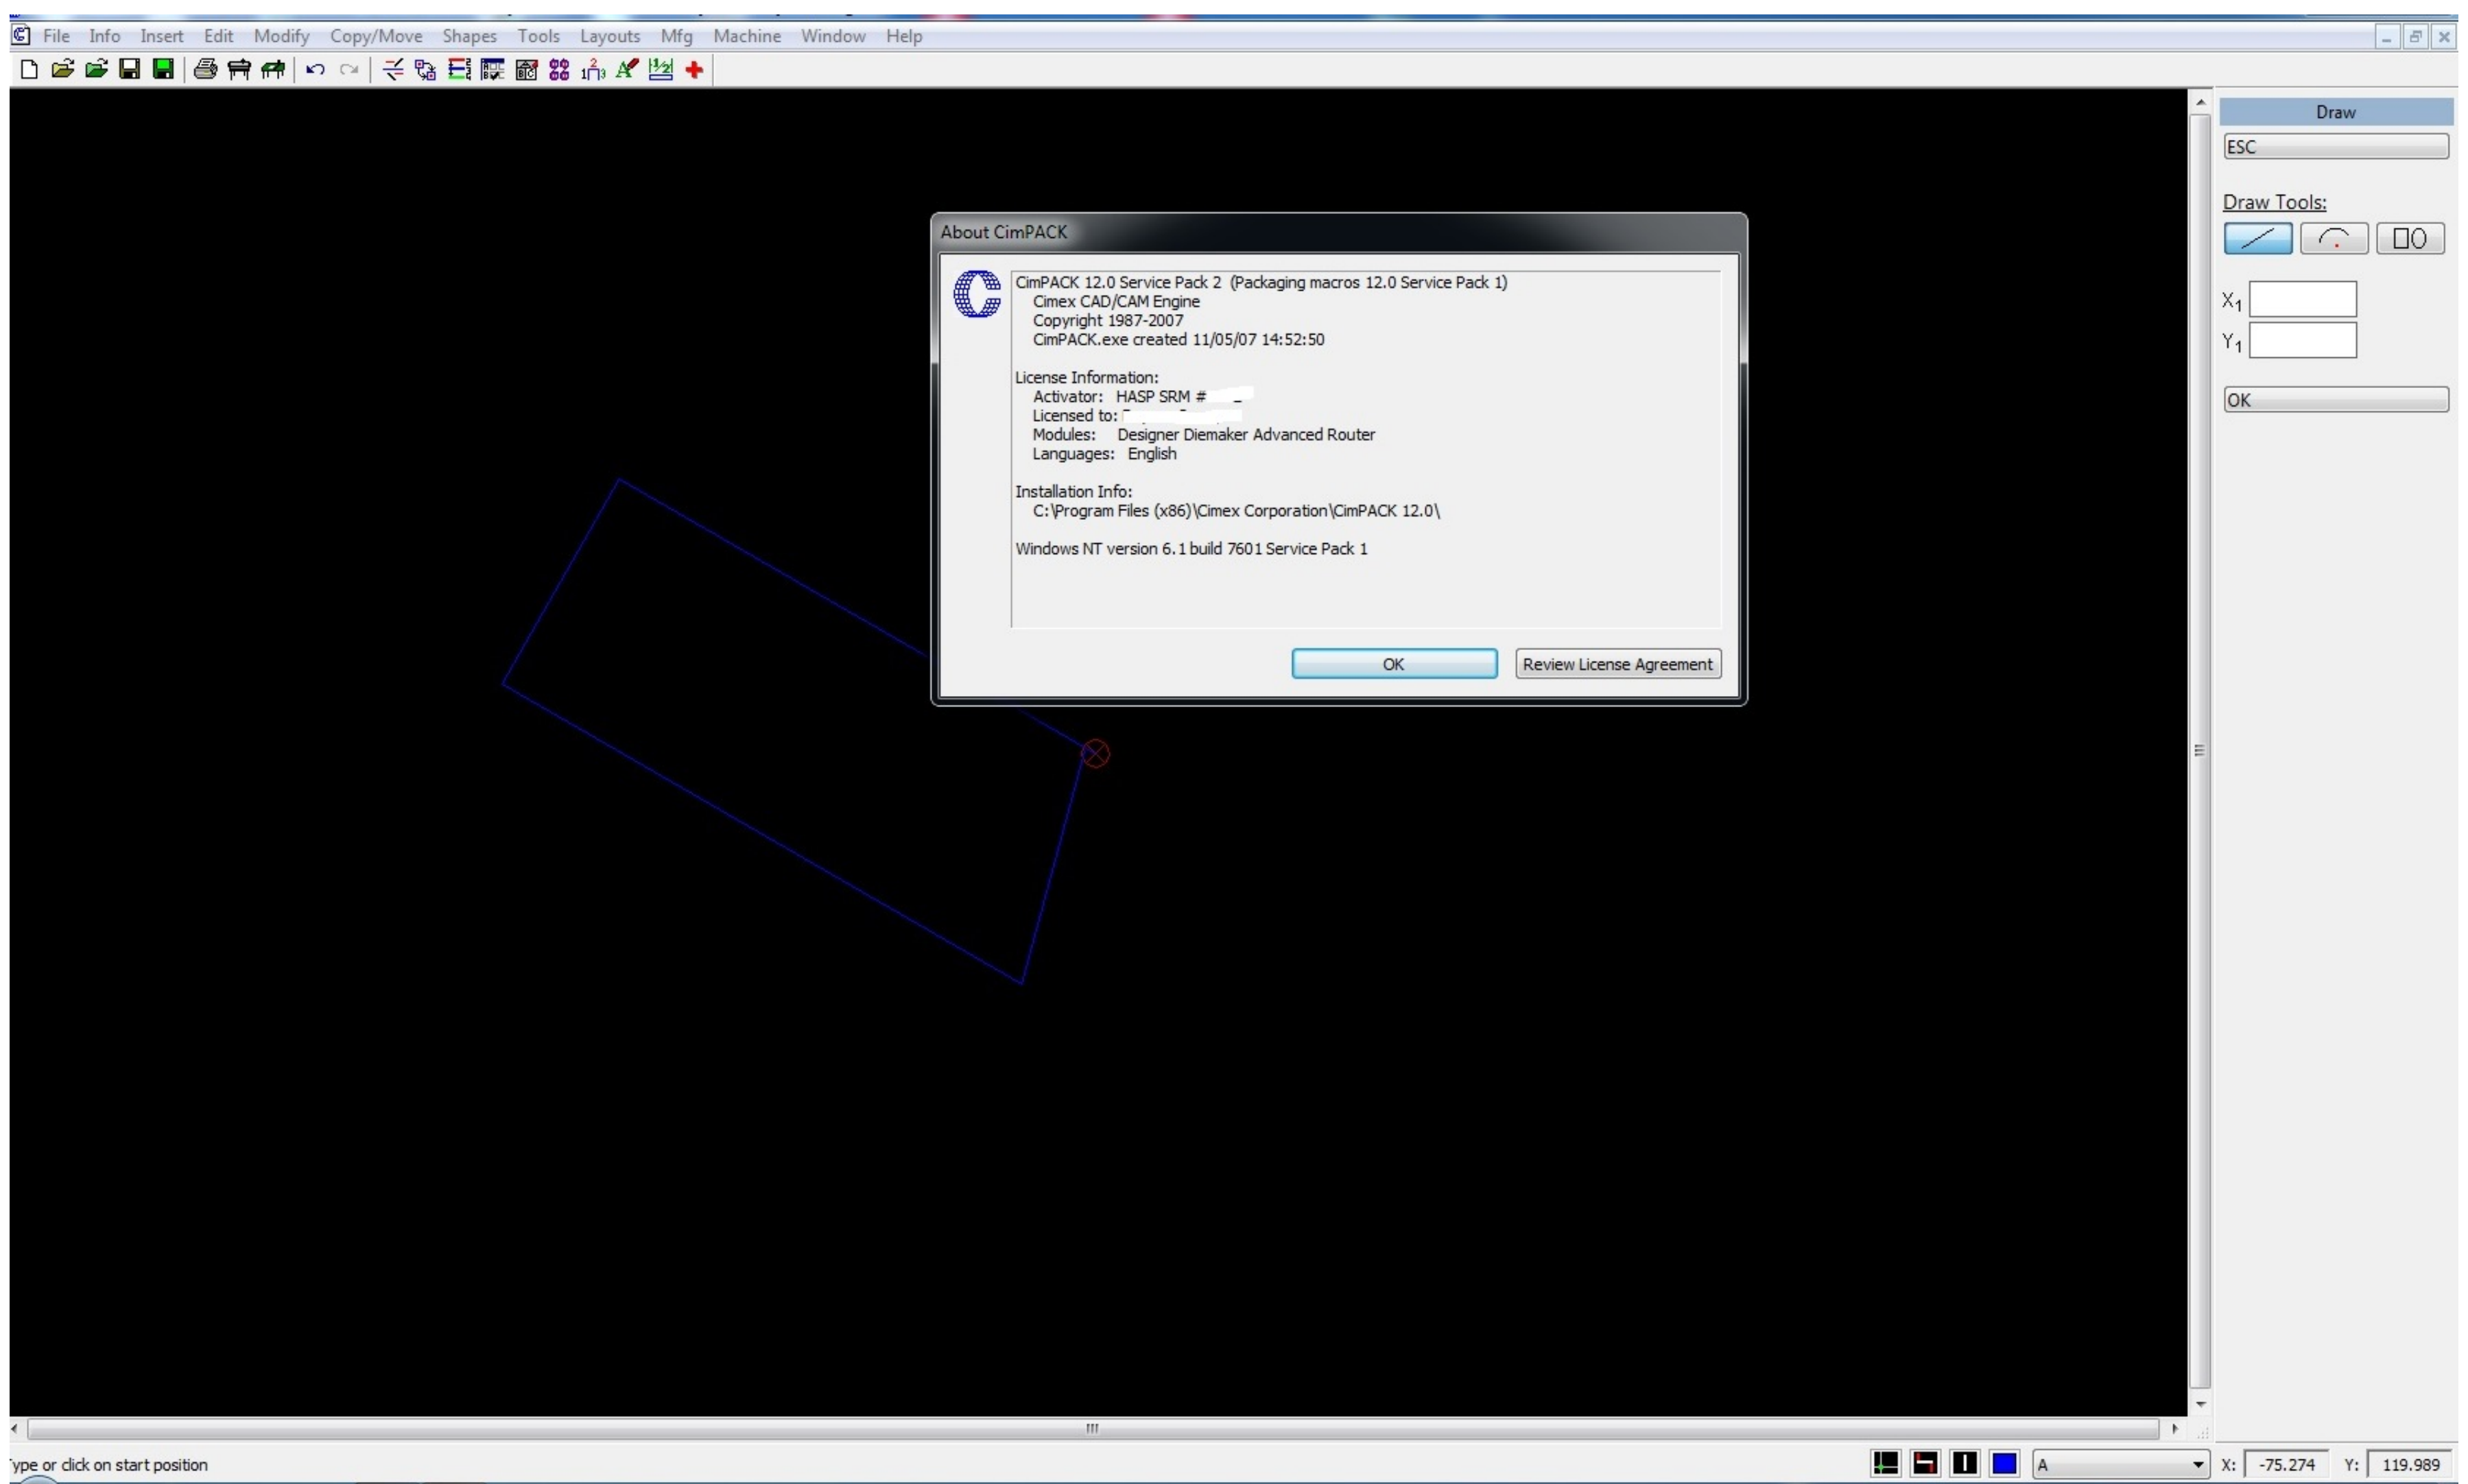 File Info Insert Edit Modify Copy/Move Shapes Tools Layouts Mfg Machine Window Help
Draw
ESC
Draw Tools:
X1
Y1
OK
About CimPACK
CimPACK 12.0 Service Pack 2 (Packaging macros 12.0 Service Pack 1)
Cimex CAD/CAM Engine
Copyright 1987-2007
CimPACK.exe created 11/05/07 14:52:50
License Information:
Activator: HASP SRM #
Licensed to:
Modules: Designer Diemaker Advanced Router
Languages: English
Installation Info:
C:\Program Files (x86)\Cimex Corporation\CimPACK 12.0\
Windows NT version 6.1 build 7601 Service Pack 1
OK Review License Agreement
ype or click on start position
A X: -75.274 Y: 119.989